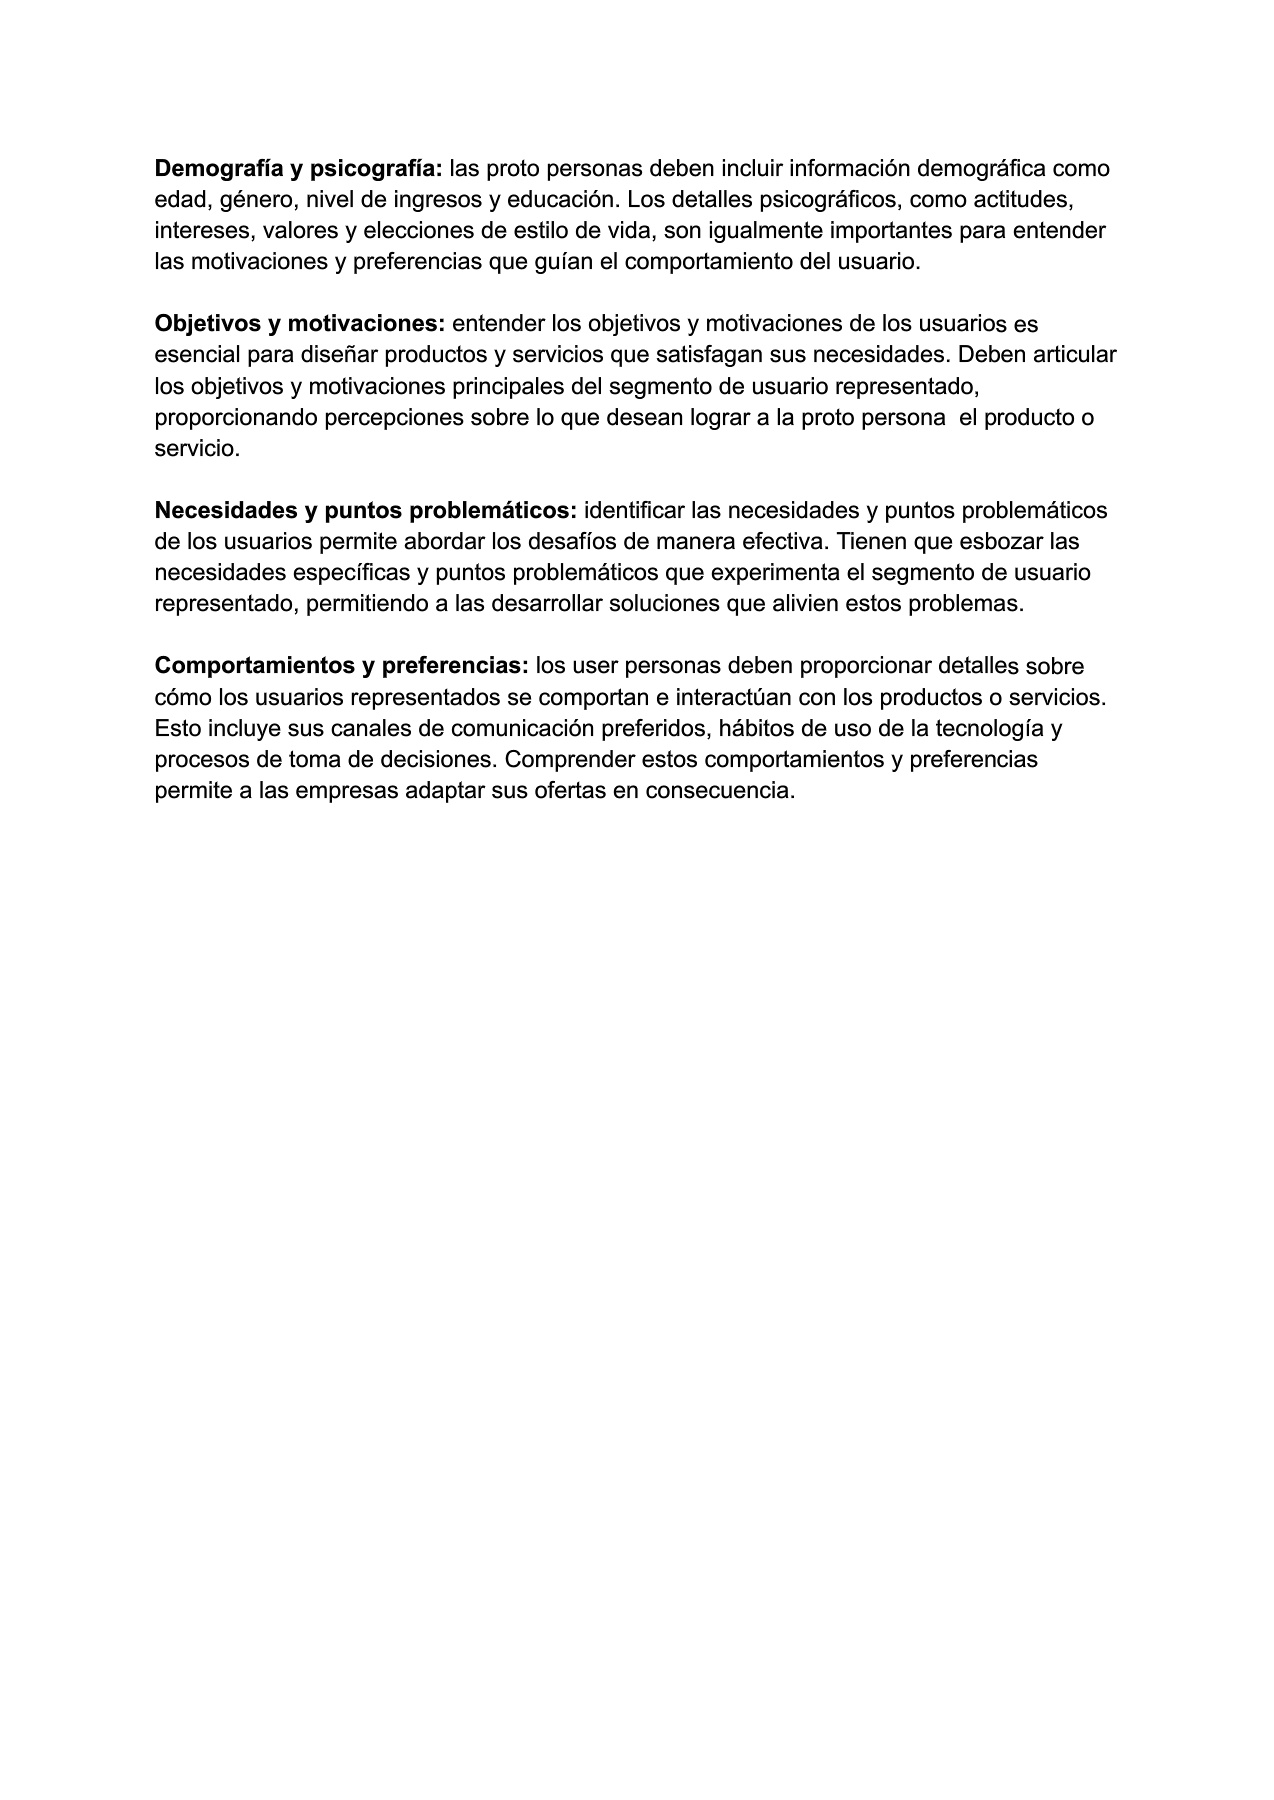 Demografía y psicografía: las proto personas deben incluir información demográfica como
edad, género, nivel de ingresos y educación. Los detalles psicográficos, como actitudes,
intereses, valores y elecciones de estilo de vida, son igualmente importantes para entender
las motivaciones y preferencias que guían el comportamiento del usuario.
Objetivos y motivaciones: entender los objetivos y motivaciones de los usuarios es
esencial para diseñar productos y servicios que satisfagan sus necesidades. Deben articular
los objetivos y motivaciones principales del segmento de usuario representado,
proporcionando percepciones sobre lo que desean lograr a la proto persona  el producto o
servicio.
Necesidades y puntos problemáticos: identificar las necesidades y puntos problemáticos
de los usuarios permite abordar los desafíos de manera efectiva. Tienen que esbozar las
necesidades específicas y puntos problemáticos que experimenta el segmento de usuario
representado, permitiendo a las desarrollar soluciones que alivien estos problemas.
Comportamientos y preferencias: los user personas deben proporcionar detalles sobre
cómo los usuarios representados se comportan e interactúan con los productos o servicios.
Esto incluye sus canales de comunicación preferidos, hábitos de uso de la tecnología y
procesos de toma de decisiones. Comprender estos comportamientos y preferencias
permite a las empresas adaptar sus ofertas en consecuencia.